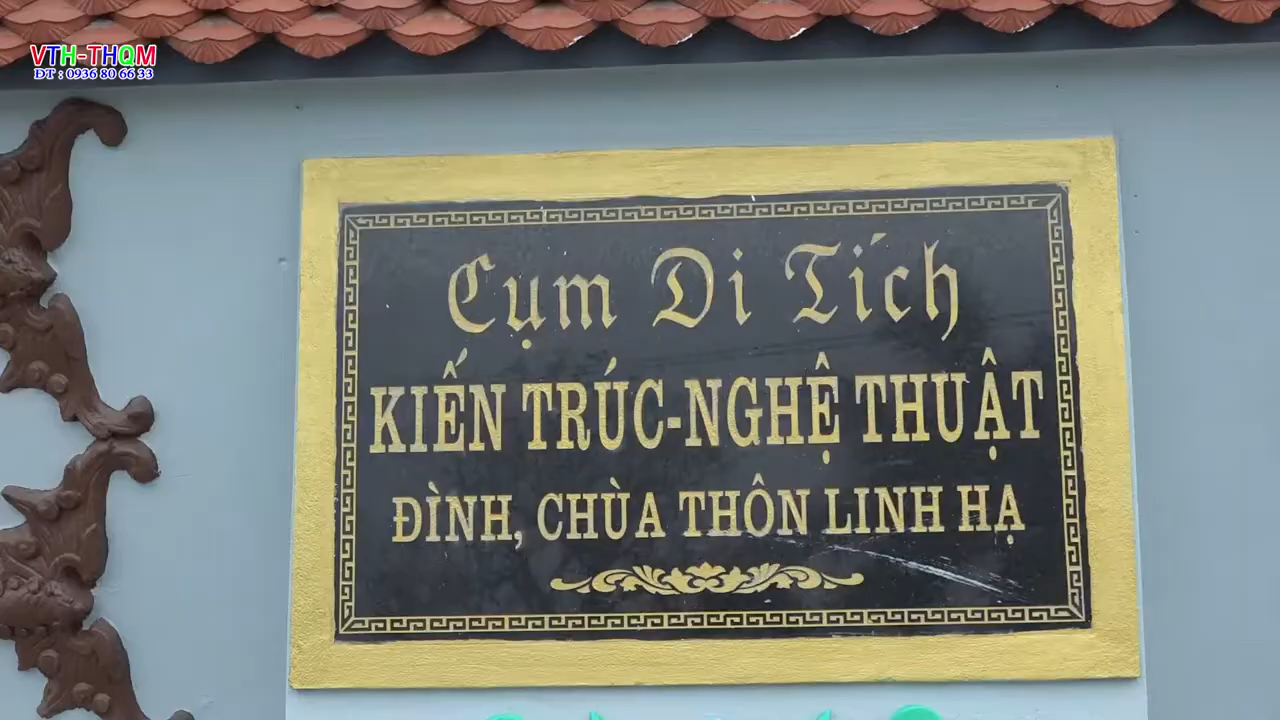 VTH-THQM
ĐT : 0936 80 66 33
Cụm Di Tích
KIẾN TRÚC-NGHỆ THUẬT
ĐÌNH, CHÙA THÔN LINH HẠ